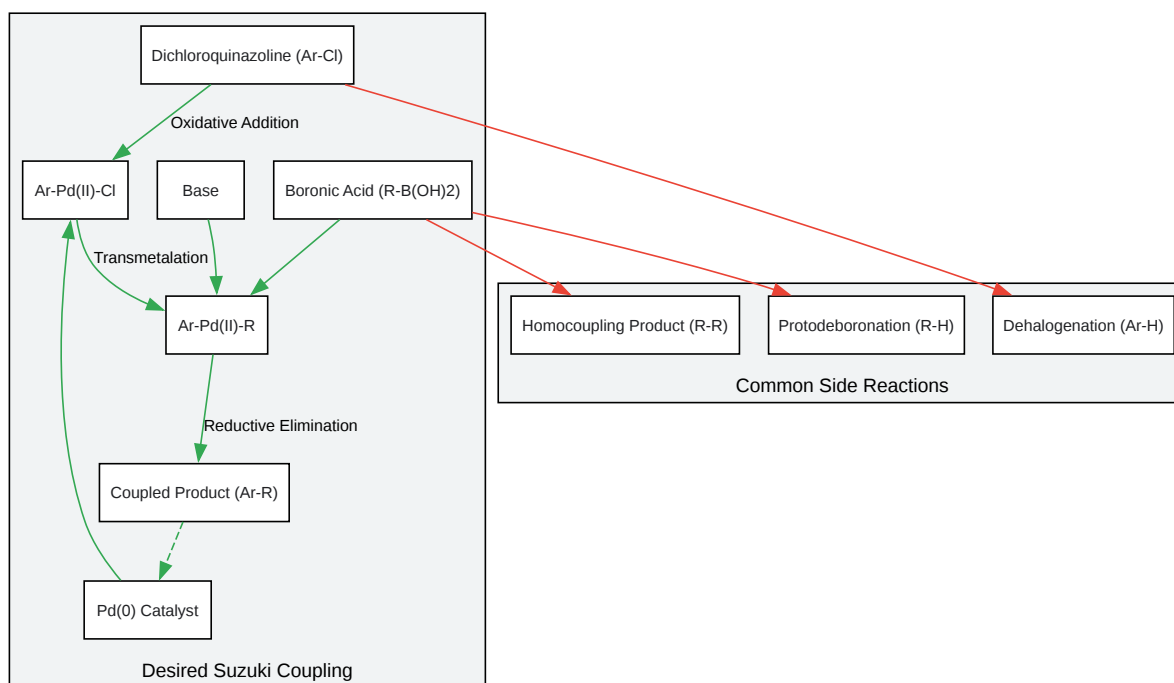 Dichloroquinazoline (Ar-Cl)
Oxidative Addition
Ar-Pd(II)-Cl
Base
Boronic Acid (R-B(OH)2)
Transmetalation
Ar-Pd(II)-R
Homocoupling Product (R-R)
Protodeboronation (R-H)
Dehalogenation (Ar-H)
Common Side Reactions
Reductive Elimination
Coupled Product (Ar-R)
Pd(0) Catalyst
Desired Suzuki Coupling